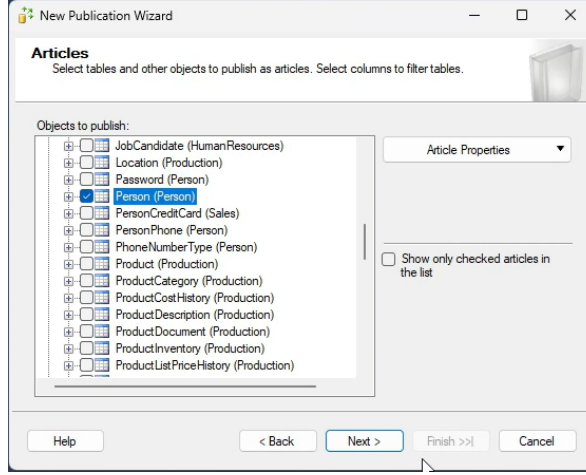 New Publication Wizard
Articles
Select tables and other objects to publish as articles. Select columns to filter tables.
Objects to publish:
JobCandidate (HumanResources)
Location (Production)
Password (Person)
Person (Person)
PersonCreditCard (Sales)
PersonPhone (Person)
PhoneNumberType (Person)
Product (Production)
ProductCategory (Production)
ProductCostHistory (Production)
ProductDescription (Production)
ProductDocument (Production)
ProductInventory (Production)
ProductListPriceHistory (Production)
Article Properties
Show only checked articles in
the list
Help
< Back
Next >
Finish >>|
Cancel